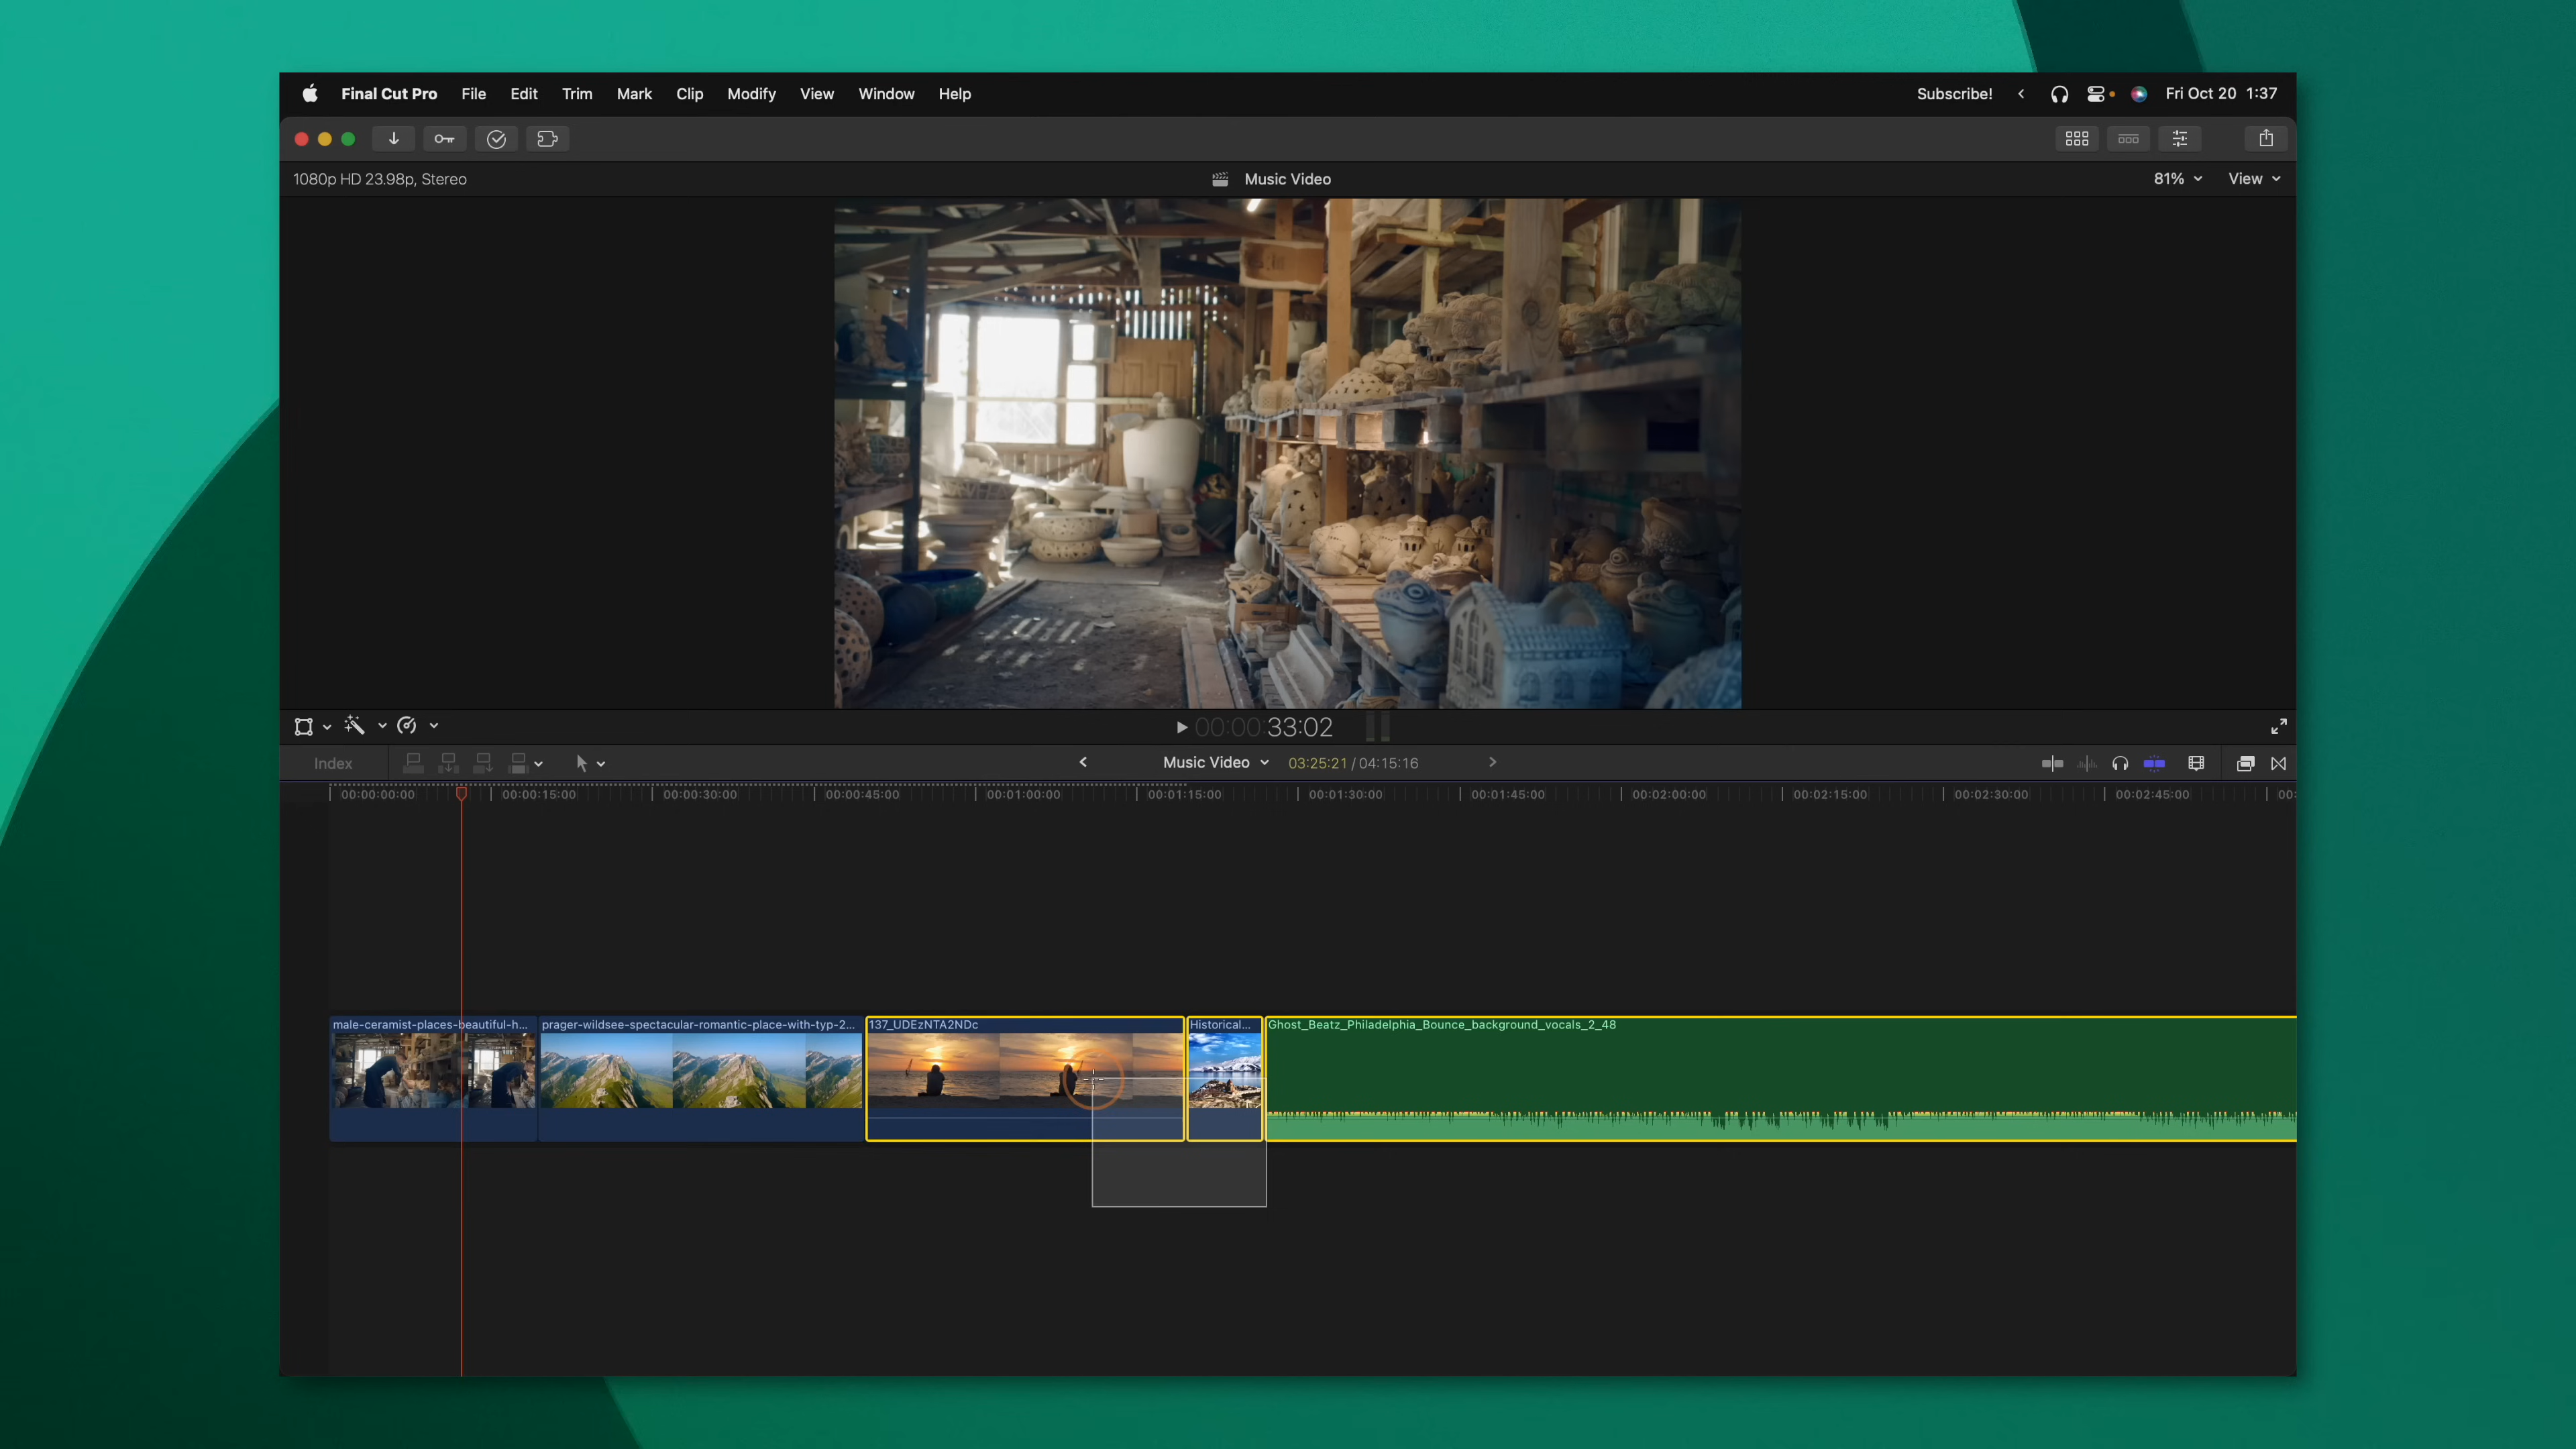 Final Cut Pro File Edit Trim Mark Clip Modify View Window Help Subscribe! Fri Oct 20 1:37
1080p HD 23.98p, Stereo Music Video 81% View
00:00:33:02
Index Music Video 03:25:21 / 04:15:16
00:00:00:00 00:00:15:00 00:00:30:00 00:00:45:00 00:01:00:00 00:01:15:00 00:01:30:00 00:01:45:00 00:02:00:00 00:02:15:00 00:02:30:00 00:02:45:00 00:
male-ceramist-places-beautiful-h... prager-wildsee-spectacular-romantic-place-with-typ-2... 137_UDEzNTA2NDc Historical... Ghost_Beatz_Philadelphia_Bounce_background_vocals_2_48